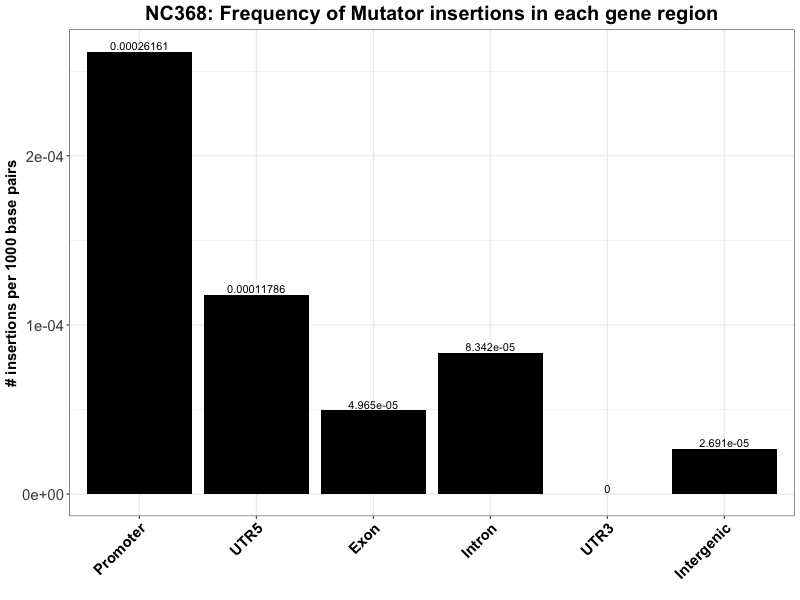 NC368: Frequency of Mutator insertions in each gene region
# insertions per 1000 base pairs
2e-04
1e-04
0e+00
0.00026161
0.00011786
4.965e-05
8.342e-05
0
2.691e-05
Promoter
UTR5
Exon
Intron
UTR3
Intergenic